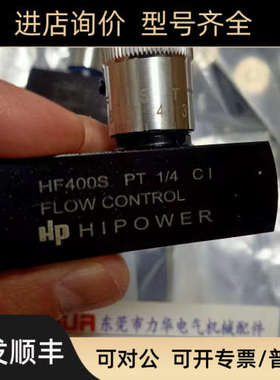 进店询价 型号齐全
S T
4 3
HF400S PT 1/4 CI
FLOW CONTROL
Hp HIPOWER
东莞市力华电气机械配件
发顺丰
可对公 可开专票/普